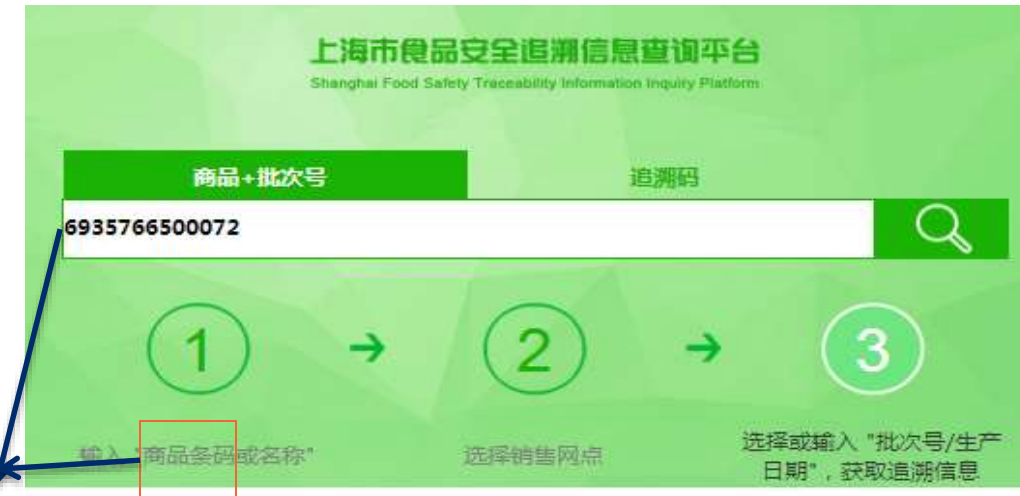 上海市食品安全追溯信息查询平台
Shanghai Food Safety Traceability Information Inquiry Platform
商品+批次号
追溯码
6935766500072
1
2
3
输入 "商品条码或名称"
选择销售网点
选择或输入 "批次号/生产
日期"，获取追溯信息